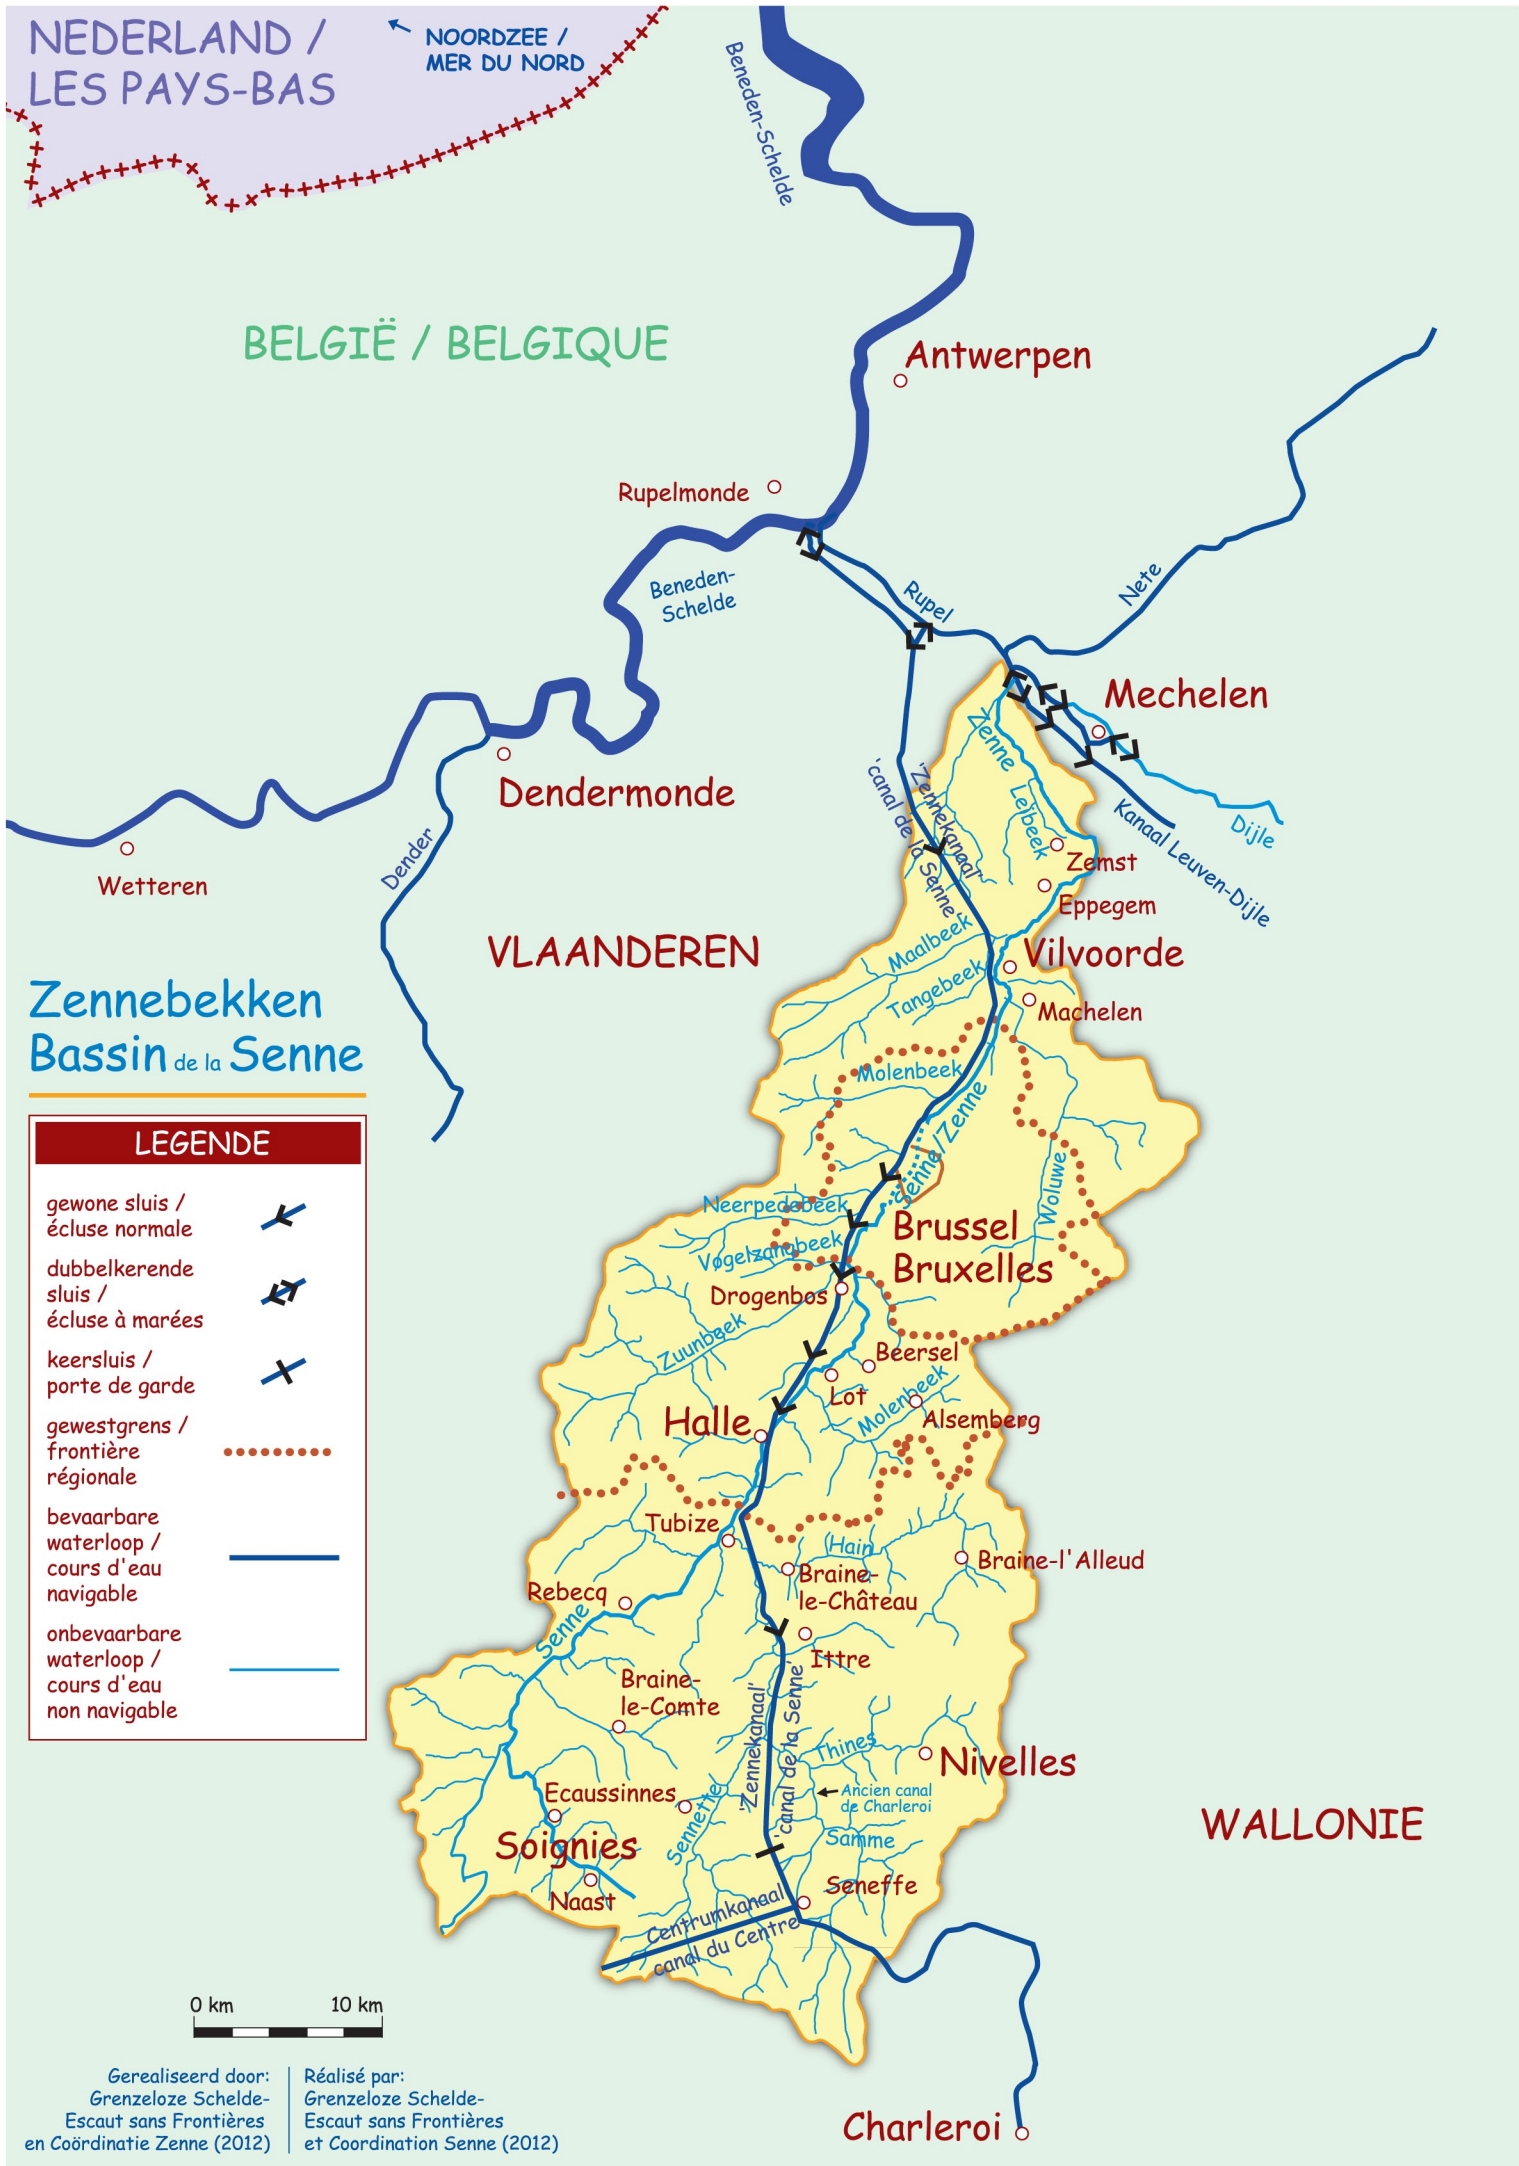 NEDERLAND /
LES PAYS-BAS
NOORDZEE /
MER DU NORD
Beneden-Schelde
BELGIË / BELGIQUE
Antwerpen
Rupelmonde
Beneden-
Schelde
Rupel
Nete
Mechelen
Zenne
Dendermonde
'Zennekanaal'
'canal de la Senne'
Leibeek
Kanaal Leuven-Dijle
Dijle
Dender
Wetteren
Zemst
Eppegem
VLAANDEREN
Maalbeek
Vilvoorde
Tangebeek
Machelen
Zennebekken
Bassin de la Senne
Molenbeek
Senne/Zenne
Woluwe
Neerpedebeek
Brussel
Bruxelles
Vogelzangbeek
Drogenbos
Zuunbeek
Beersel
Lot
Molenbeek
Alsemberg
Halle
Tubize
Hain
Braine-l'Alleud
Braine-
le-Château
Rebecq
Senne
Ittre
Braine-
le-Comte
'Zennekanaal'
'canal de la Senne'
Thines
Nivelles
Ancien canal
de Charleroi
Ecaussinnes
Sennette
Samme
Soignies
WALLONIE
Seneffe
Naast
Centrumkanaal
canal du Centre
Charleroi
LEGENDE
gewone sluis /
écluse normale
dubbelkerende
sluis /
écluse à marées
keersluis /
porte de garde
gewestgrens /
frontière
régionale
bevaarbare
waterloop /
cours d'eau
navigable
onbevaarbare
waterloop /
cours d'eau
non navigable
0 km
10 km
Gerealiseerd door:
Grenzeloze Schelde-
Escaut sans Frontières
en Coördinatie Zenne (2012)
Réalisé par:
Grenzeloze Schelde-
Escaut sans Frontières
et Coordination Senne (2012)